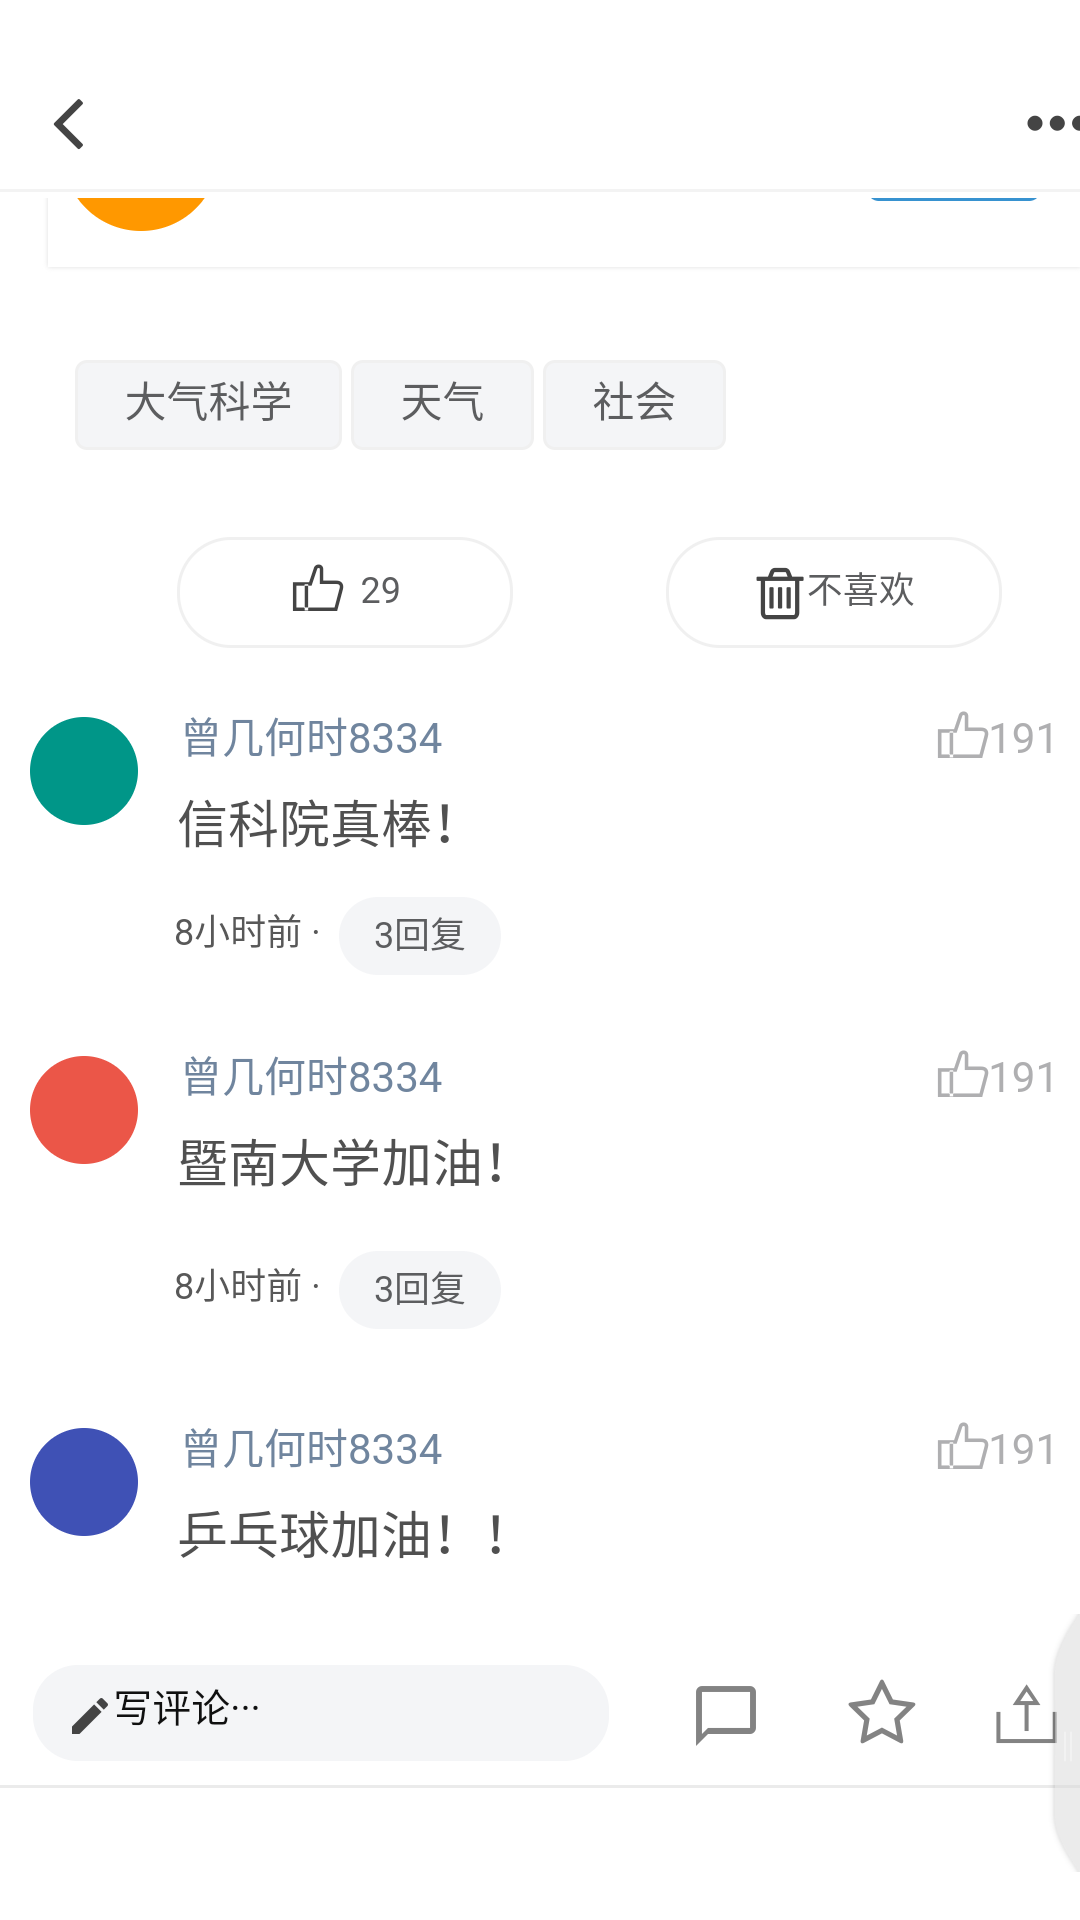 大气科学 天气 社会
29 不喜欢
曾几何时8334 191
信科院真棒！
8小时前 · 3回复
曾几何时8334 191
暨南大学加油！
8小时前 · 3回复
曾几何时8334 191
乒乓球加油！！
写评论···